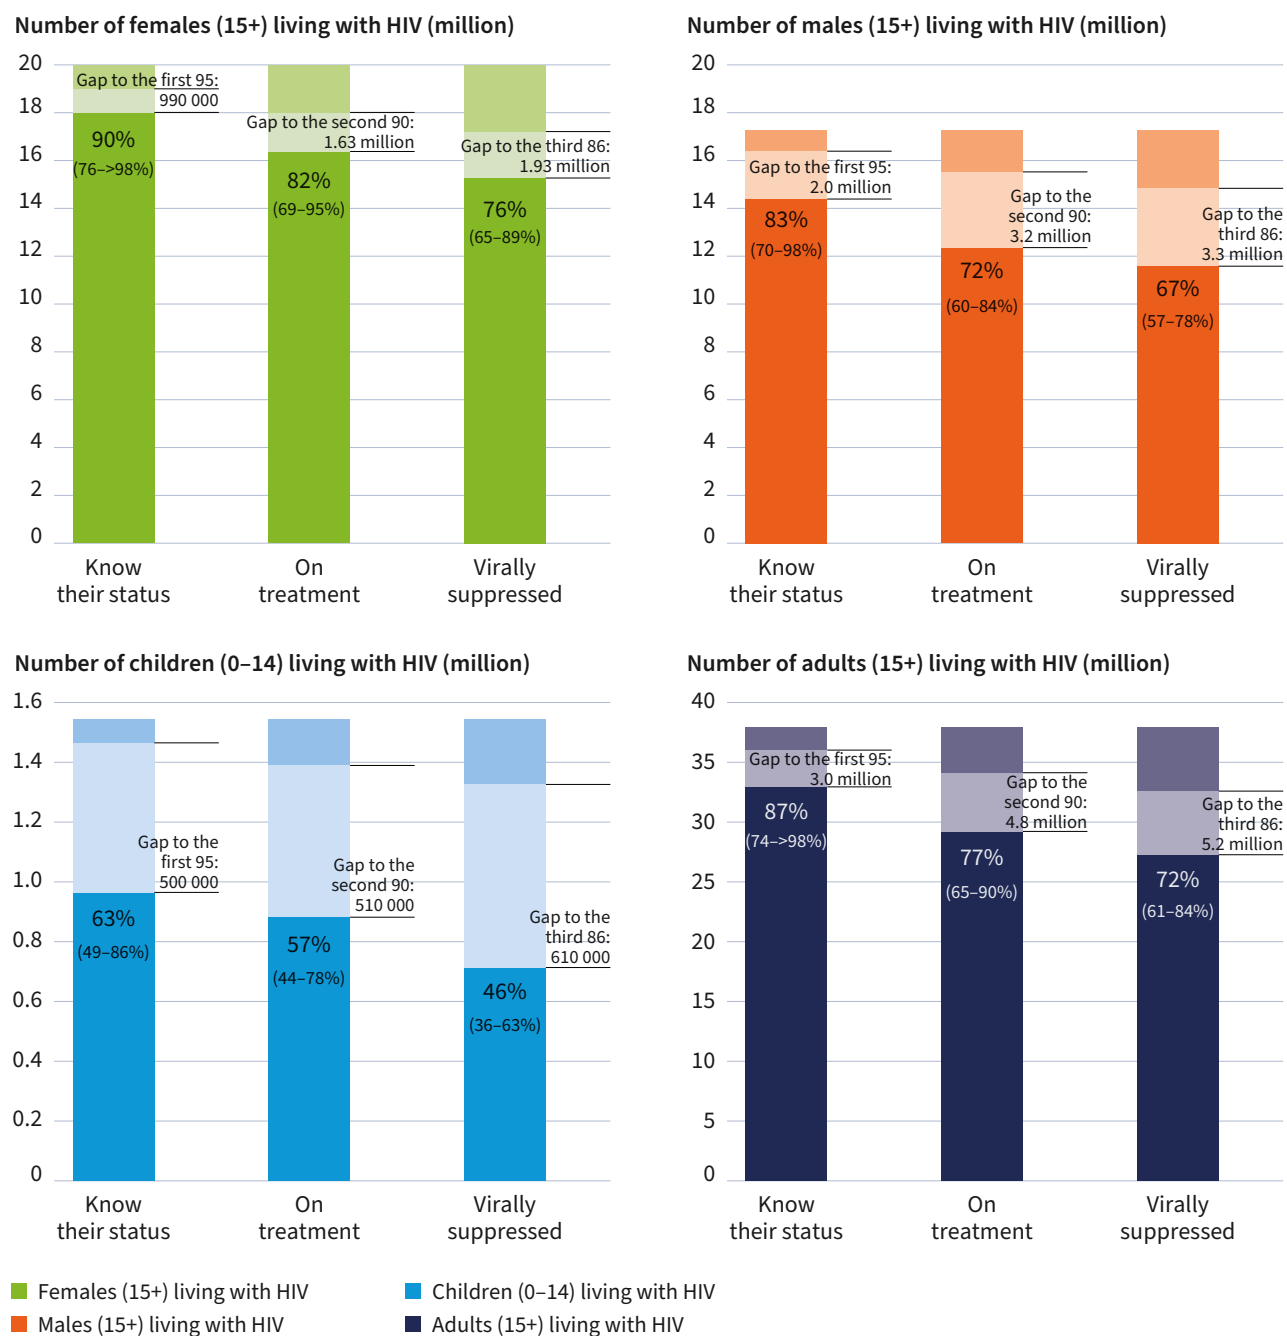 Number of females (15+) living with HIV (million)
20
18
16
14
12
10
8
6
4
2
0
Gap to the first 95:
990 000
90%
(76–>98%)
Gap to the second 90:
1.63 million
82%
(69–95%)
Gap to the third 86:
1.93 million
76%
(65–89%)
Know
their status
On
treatment
Virally
suppressed
Number of males (15+) living with HIV (million)
20
18
16
14
12
10
8
6
4
2
0
Gap to the first 95:
2.0 million
83%
(70–98%)
Gap to the
second 90:
3.2 million
72%
(60–84%)
Gap to the
third 86:
3.3 million
67%
(57–78%)
Know
their status
On
treatment
Virally
suppressed
Number of children (0–14) living with HIV (million)
1.6
1.4
1.2
1.0
0.8
0.6
0.4
0.2
0
Gap to the
first 95:
500 000
63%
(49–86%)
Gap to the
second 90:
510 000
57%
(44–78%)
Gap to the
third 86:
610 000
46%
(36–63%)
Know
their status
On
treatment
Virally
suppressed
Number of adults (15+) living with HIV (million)
40
35
30
25
20
15
10
5
0
Gap to the first 95:
3.0 million
87%
(74–>98%)
Gap to the
second 90:
4.8 million
77%
(65–90%)
Gap to the
third 86:
5.2 million
72%
(61–84%)
Know
their status
On
treatment
Virally
suppressed
Females (15+) living with HIV
Males (15+) living with HIV
Children (0–14) living with HIV
Adults (15+) living with HIV